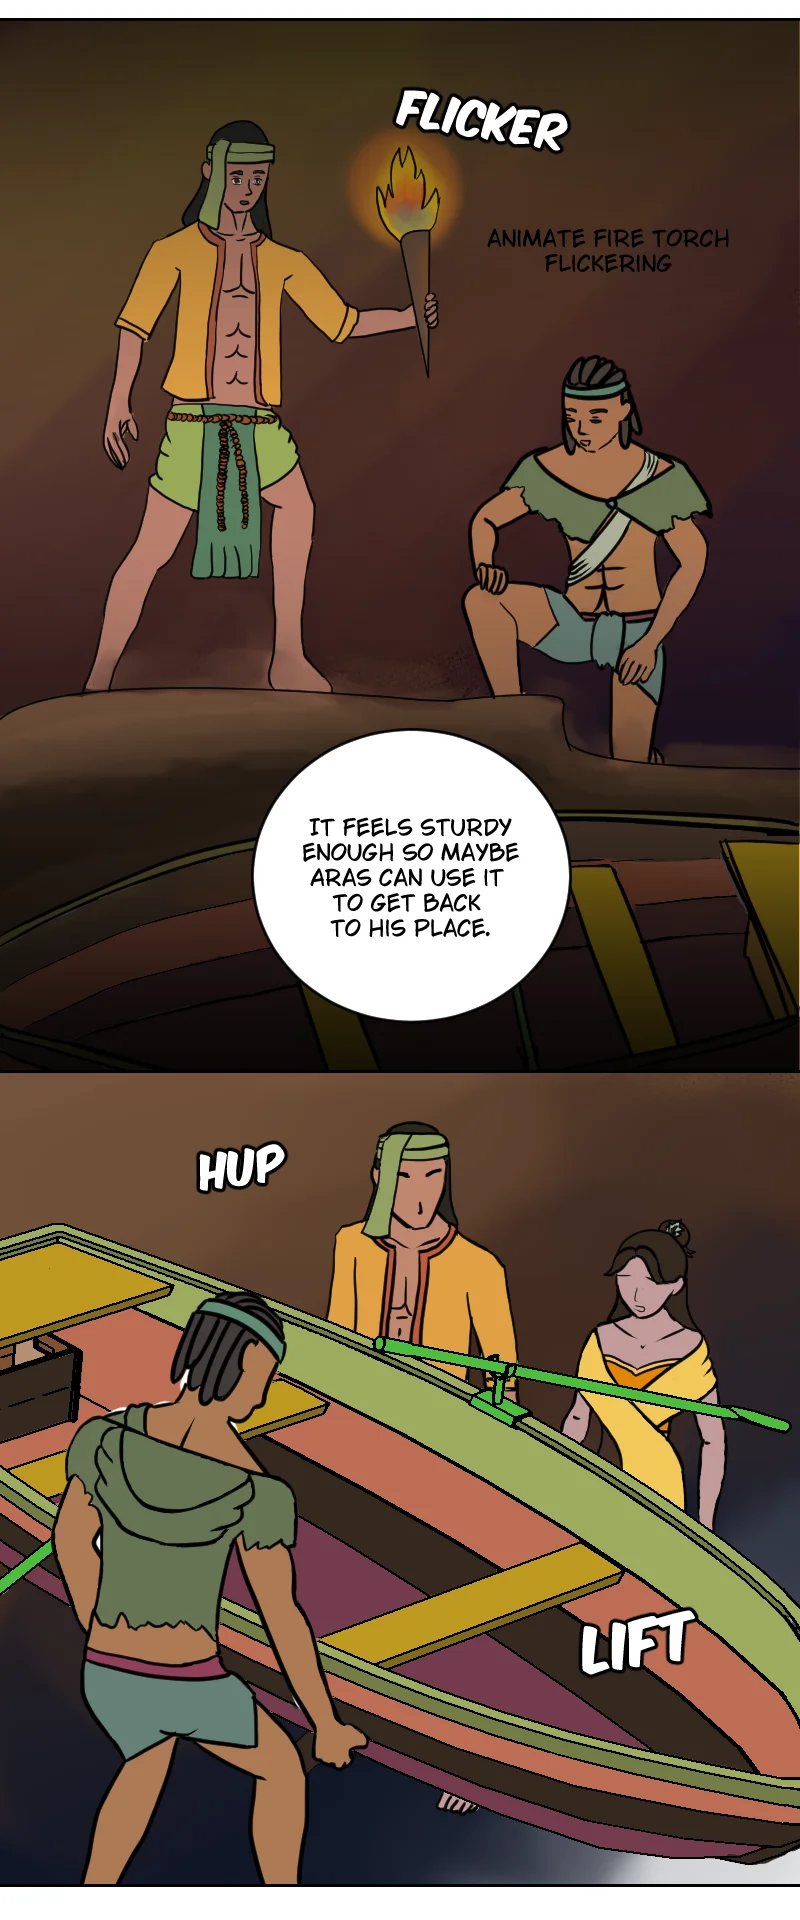 FLICKER
ANIMATE FIRE TORCH
FLICKERING
IT FEELS STURDY
ENOUGH SO MAYBE
ARAS CAN USE IT
TO GET BACK
TO HIS PLACE.
HUP
LIFT